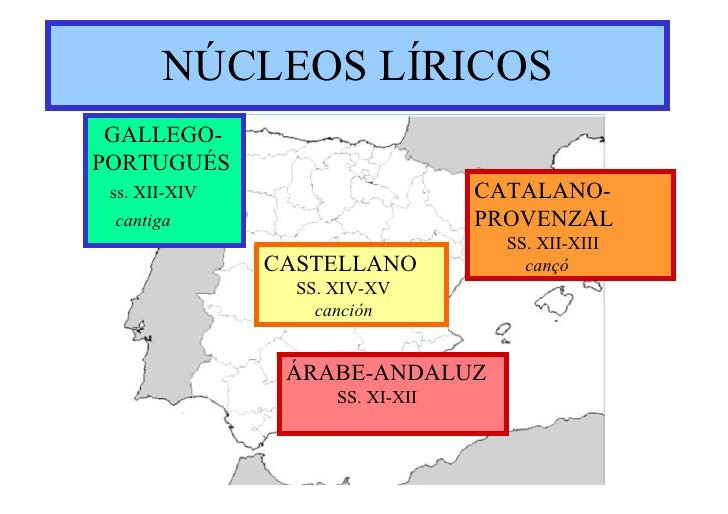 NÚCLEOS LÍRICOS
GALLEGO-
PORTUGUÉS
ss. XII-XIV
cantiga
CATALANO-
PROVENZAL
SS. XII-XIII
cançó
CASTELLANO
SS. XIV-XV
canción
ÁRABE-ANDALUZ
SS. XI-XII